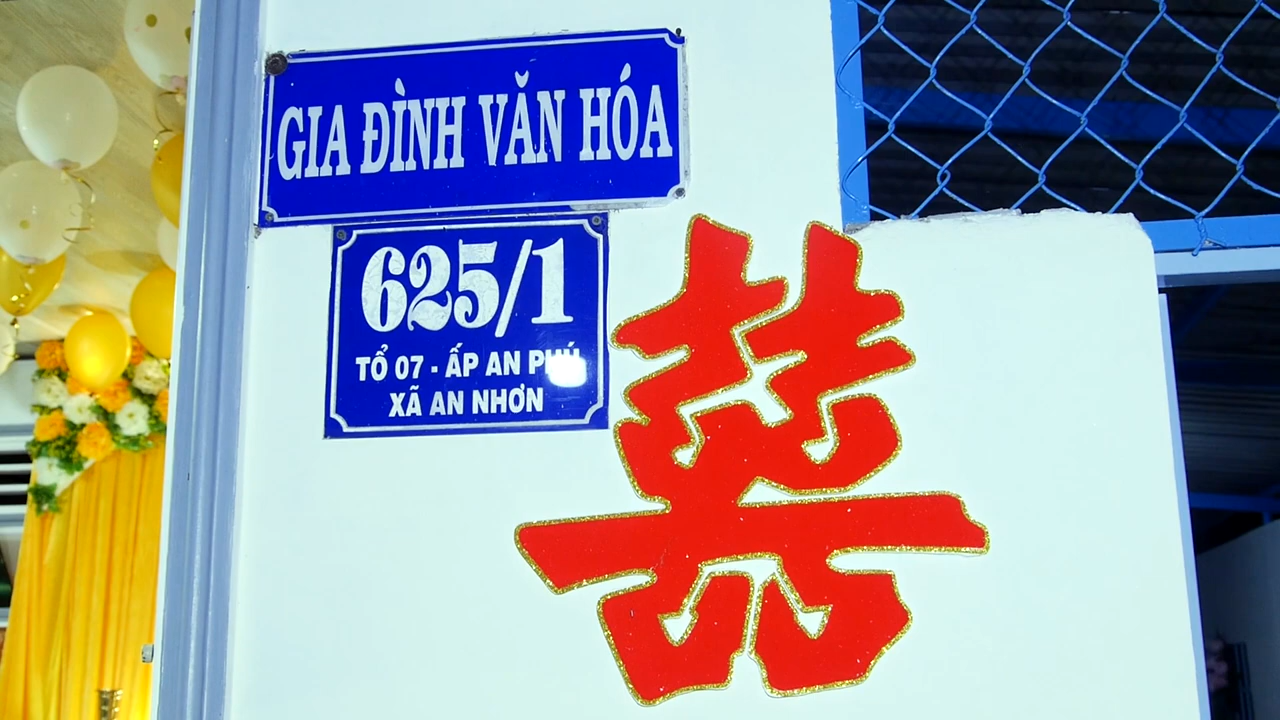 GIA ĐÌNH VĂN HÓA
625/1
TỔ 07 - ẤP AN PHÚ
XÃ AN NHƠN
囍